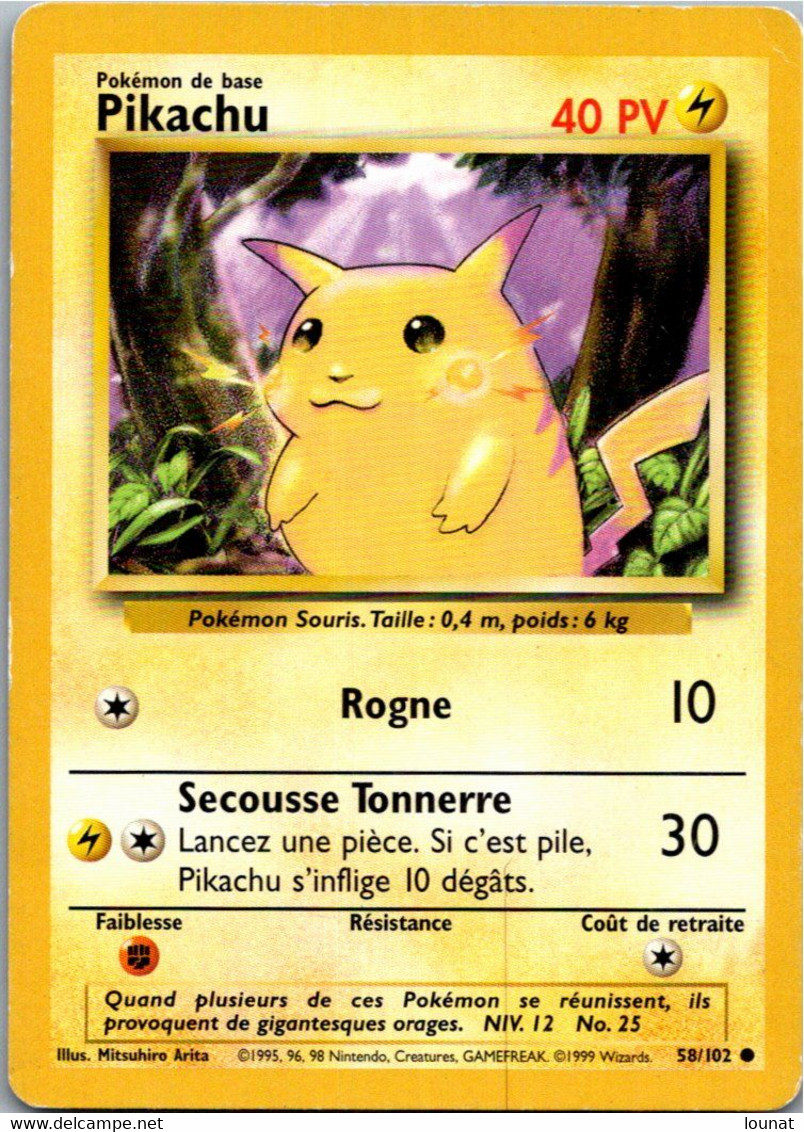 Pokémon de base
Pikachu
40 PV
Pokémon Souris. Taille : 0,4 m, poids : 6 kg
Rogne
10
Secousse Tonnerre
Lancez une pièce. Si c'est pile,
Pikachu s'inflige 10 dégâts.
30
Faiblesse
Résistance
Coût de retraite
Quand plusieurs de ces Pokémon se réunissent, ils
provoquent de gigantesques orages. NIV. 12 No. 25
Illus. Mitsuhiro Arita ©1995, 96, 98 Nintendo, Creatures, GAMEFREAK. ©1999 Wizards. 58/102
www.delcampe.net
lounat